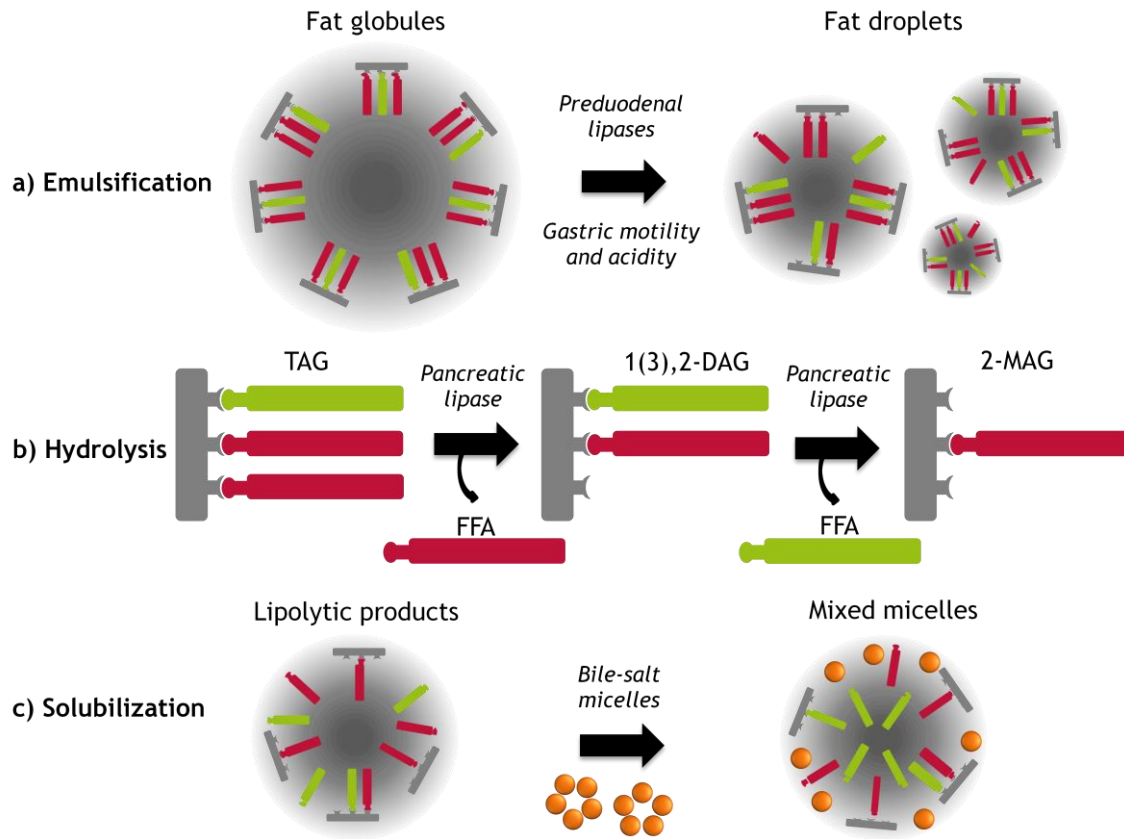 Fat globules
Fat droplets
a) Emulsification
Preduodenal
lipases
Gastric motility
and acidity
TAG
1(3),2-DAG
2-MAG
Pancreatic
lipase
Pancreatic
lipase
b) Hydrolysis
FFA
FFA
Lipolytic products
Mixed micelles
c) Solubilization
Bile-salt
micelles